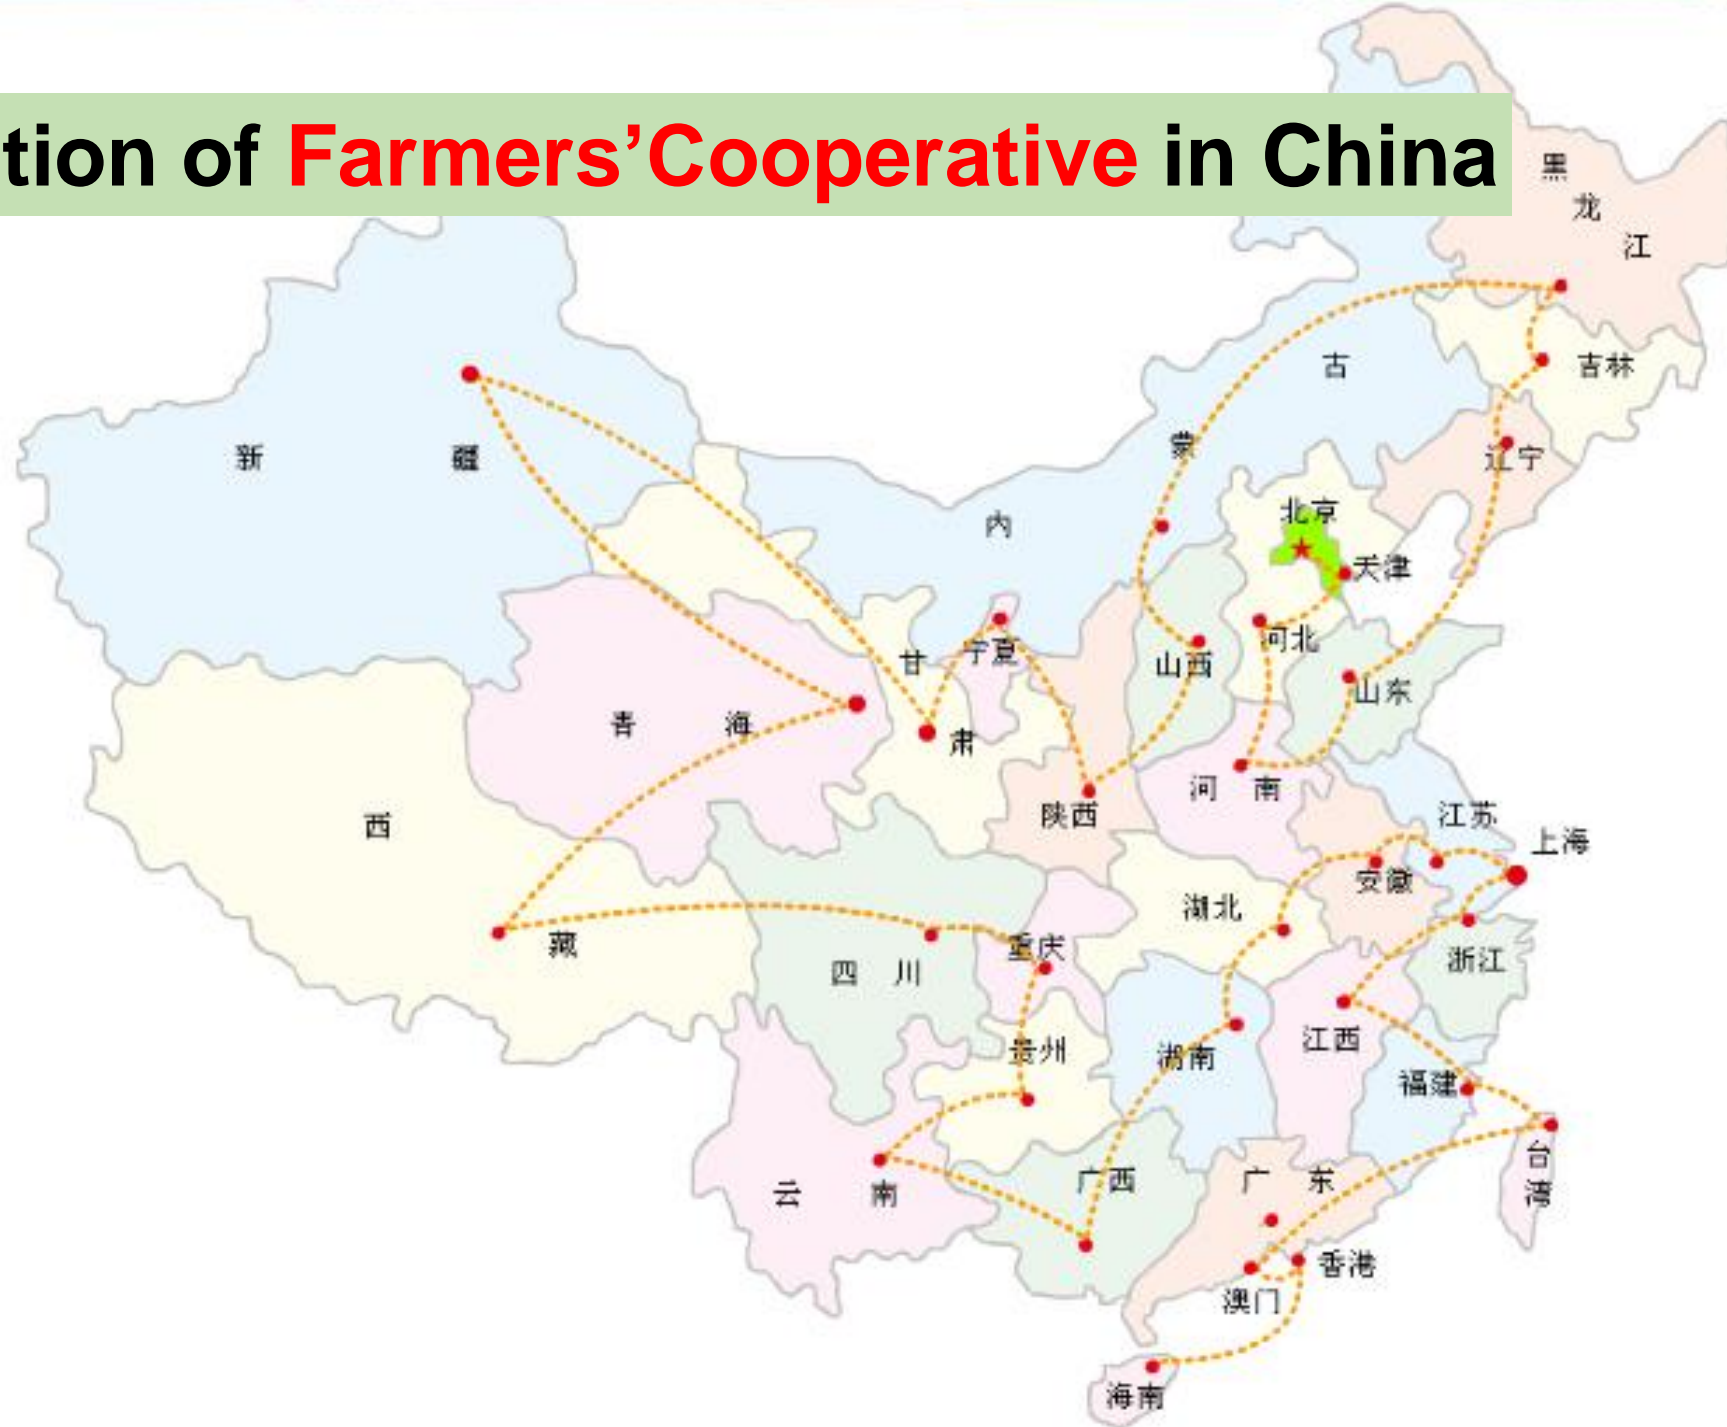 tion of Farmers’Cooperative in China
黑
龙
江
吉林
古
辽宁
蒙
新 疆
内
北京
天津
河北
宁夏
甘
肃
山西
山东
青 海
河 南
陕西
江苏
上海
西
藏
安徽
湖北
重庆
四 川
浙江
江西
贵州
湖南
福建
台
湾
云 南
广西
广 东
香港
澳门
海南